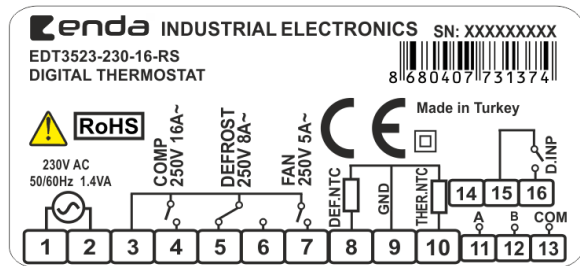 enda INDUSTRIAL ELECTRONICS SN: XXXXXXXXX
EDT3523-230-16-RS
DIGITAL THERMOSTAT
8 680407 731374
RoHS
CE
Made in Turkey
230V AC
50/60Hz 1.4VA
COMP
250V 16A~
DEFROST
250V 8A~
FAN
250V 5A~
DEF.NTC
GND
THER.NTC
D.INP
14 15 16
A B COM
1 2 3 4 5 6 7 8 9 10 11 12 13